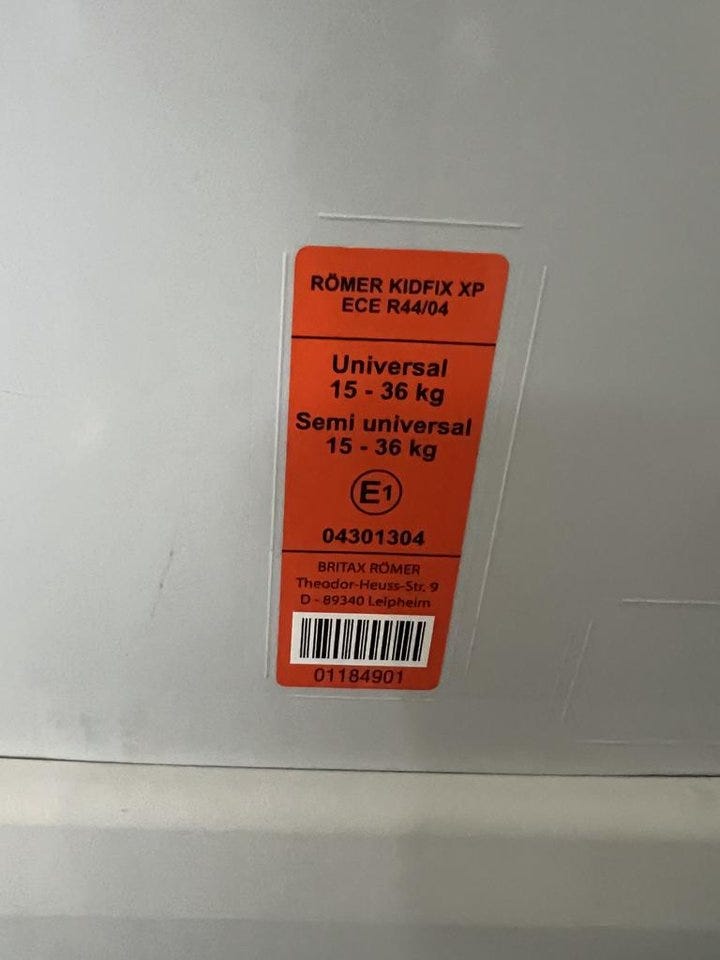 RÖMER KIDFIX XP
ECE R44/04
Universal
15 - 36 kg
Semi universal
15 - 36 kg
E1
04301304
BRITAX RÖMER
Theodor-Heuss-Str. 9
D - 89340 Leipheim
01184901